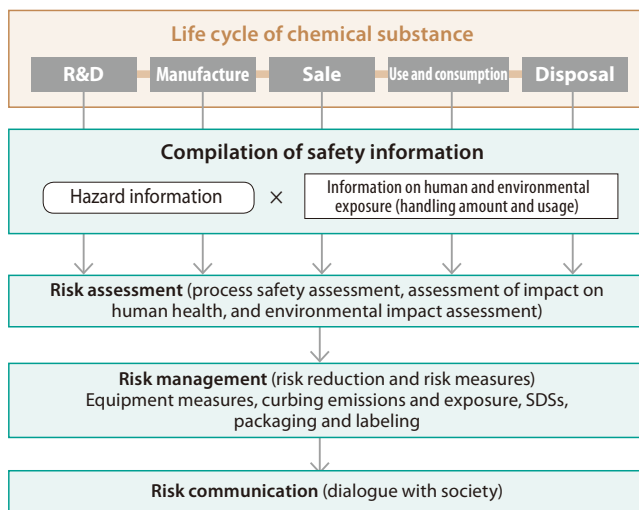 Life cycle of chemical substance
R&D
Manufacture
Sale
Use and consumption
Disposal
Compilation of safety information
Hazard information
×
Information on human and environmental
exposure (handling amount and usage)
Risk assessment (process safety assessment, assessment of impact on
human health, and environmental impact assessment)
Risk management (risk reduction and risk measures)
Equipment measures, curbing emissions and exposure, SDSs,
packaging and labeling
Risk communication (dialogue with society)